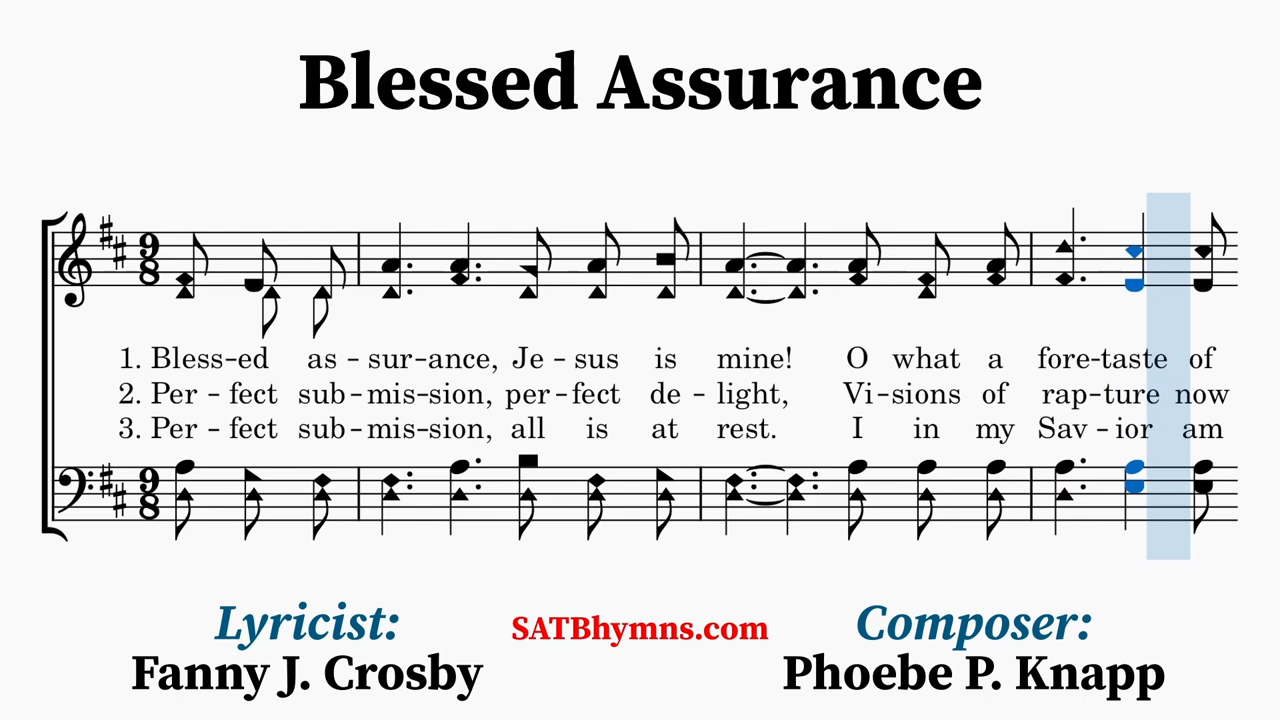 Blessed Assurance
9
8
1. Bless-ed as-sur-ance, Je-sus is mine! O what a fore-taste of
2. Per-fect sub-mis-sion, per-fect de-light, Vi-sions of rap-ture now
3. Per-fect sub-mis-sion, all is at rest. I in my Sav-ior am
9
8
Lyricist: SATBhymns.com Composer:
Fanny J. Crosby Phoebe P. Knapp